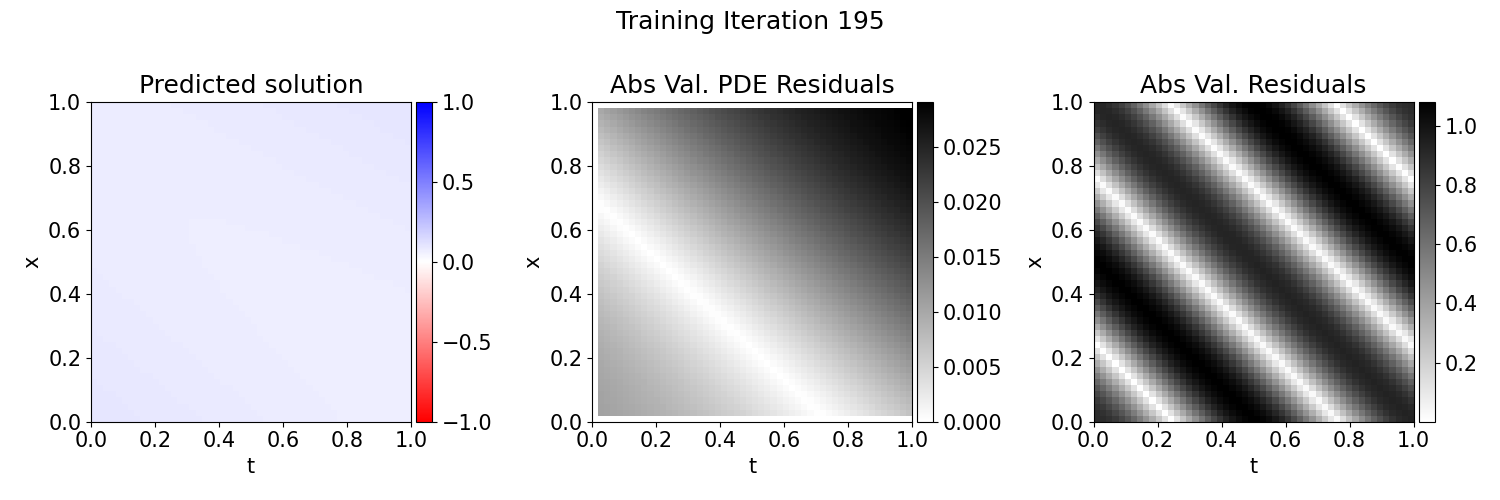 Training Iteration 195
Predicted solution
Abs Val. PDE Residuals
Abs Val. Residuals
1.0
0.8
0.6
0.4
0.2
0.0
x
0.0 0.2 0.4 0.6 0.8 1.0
t
1.0
0.5
0.0
−0.5
−1.0
1.0
0.8
0.6
0.4
0.2
0.0
x
0.0 0.2 0.4 0.6 0.8 1.0
t
0.025
0.020
0.015
0.010
0.005
0.000
1.0
0.8
0.6
0.4
0.2
0.0
x
0.0 0.2 0.4 0.6 0.8 1.0
t
1.0
0.8
0.6
0.4
0.2